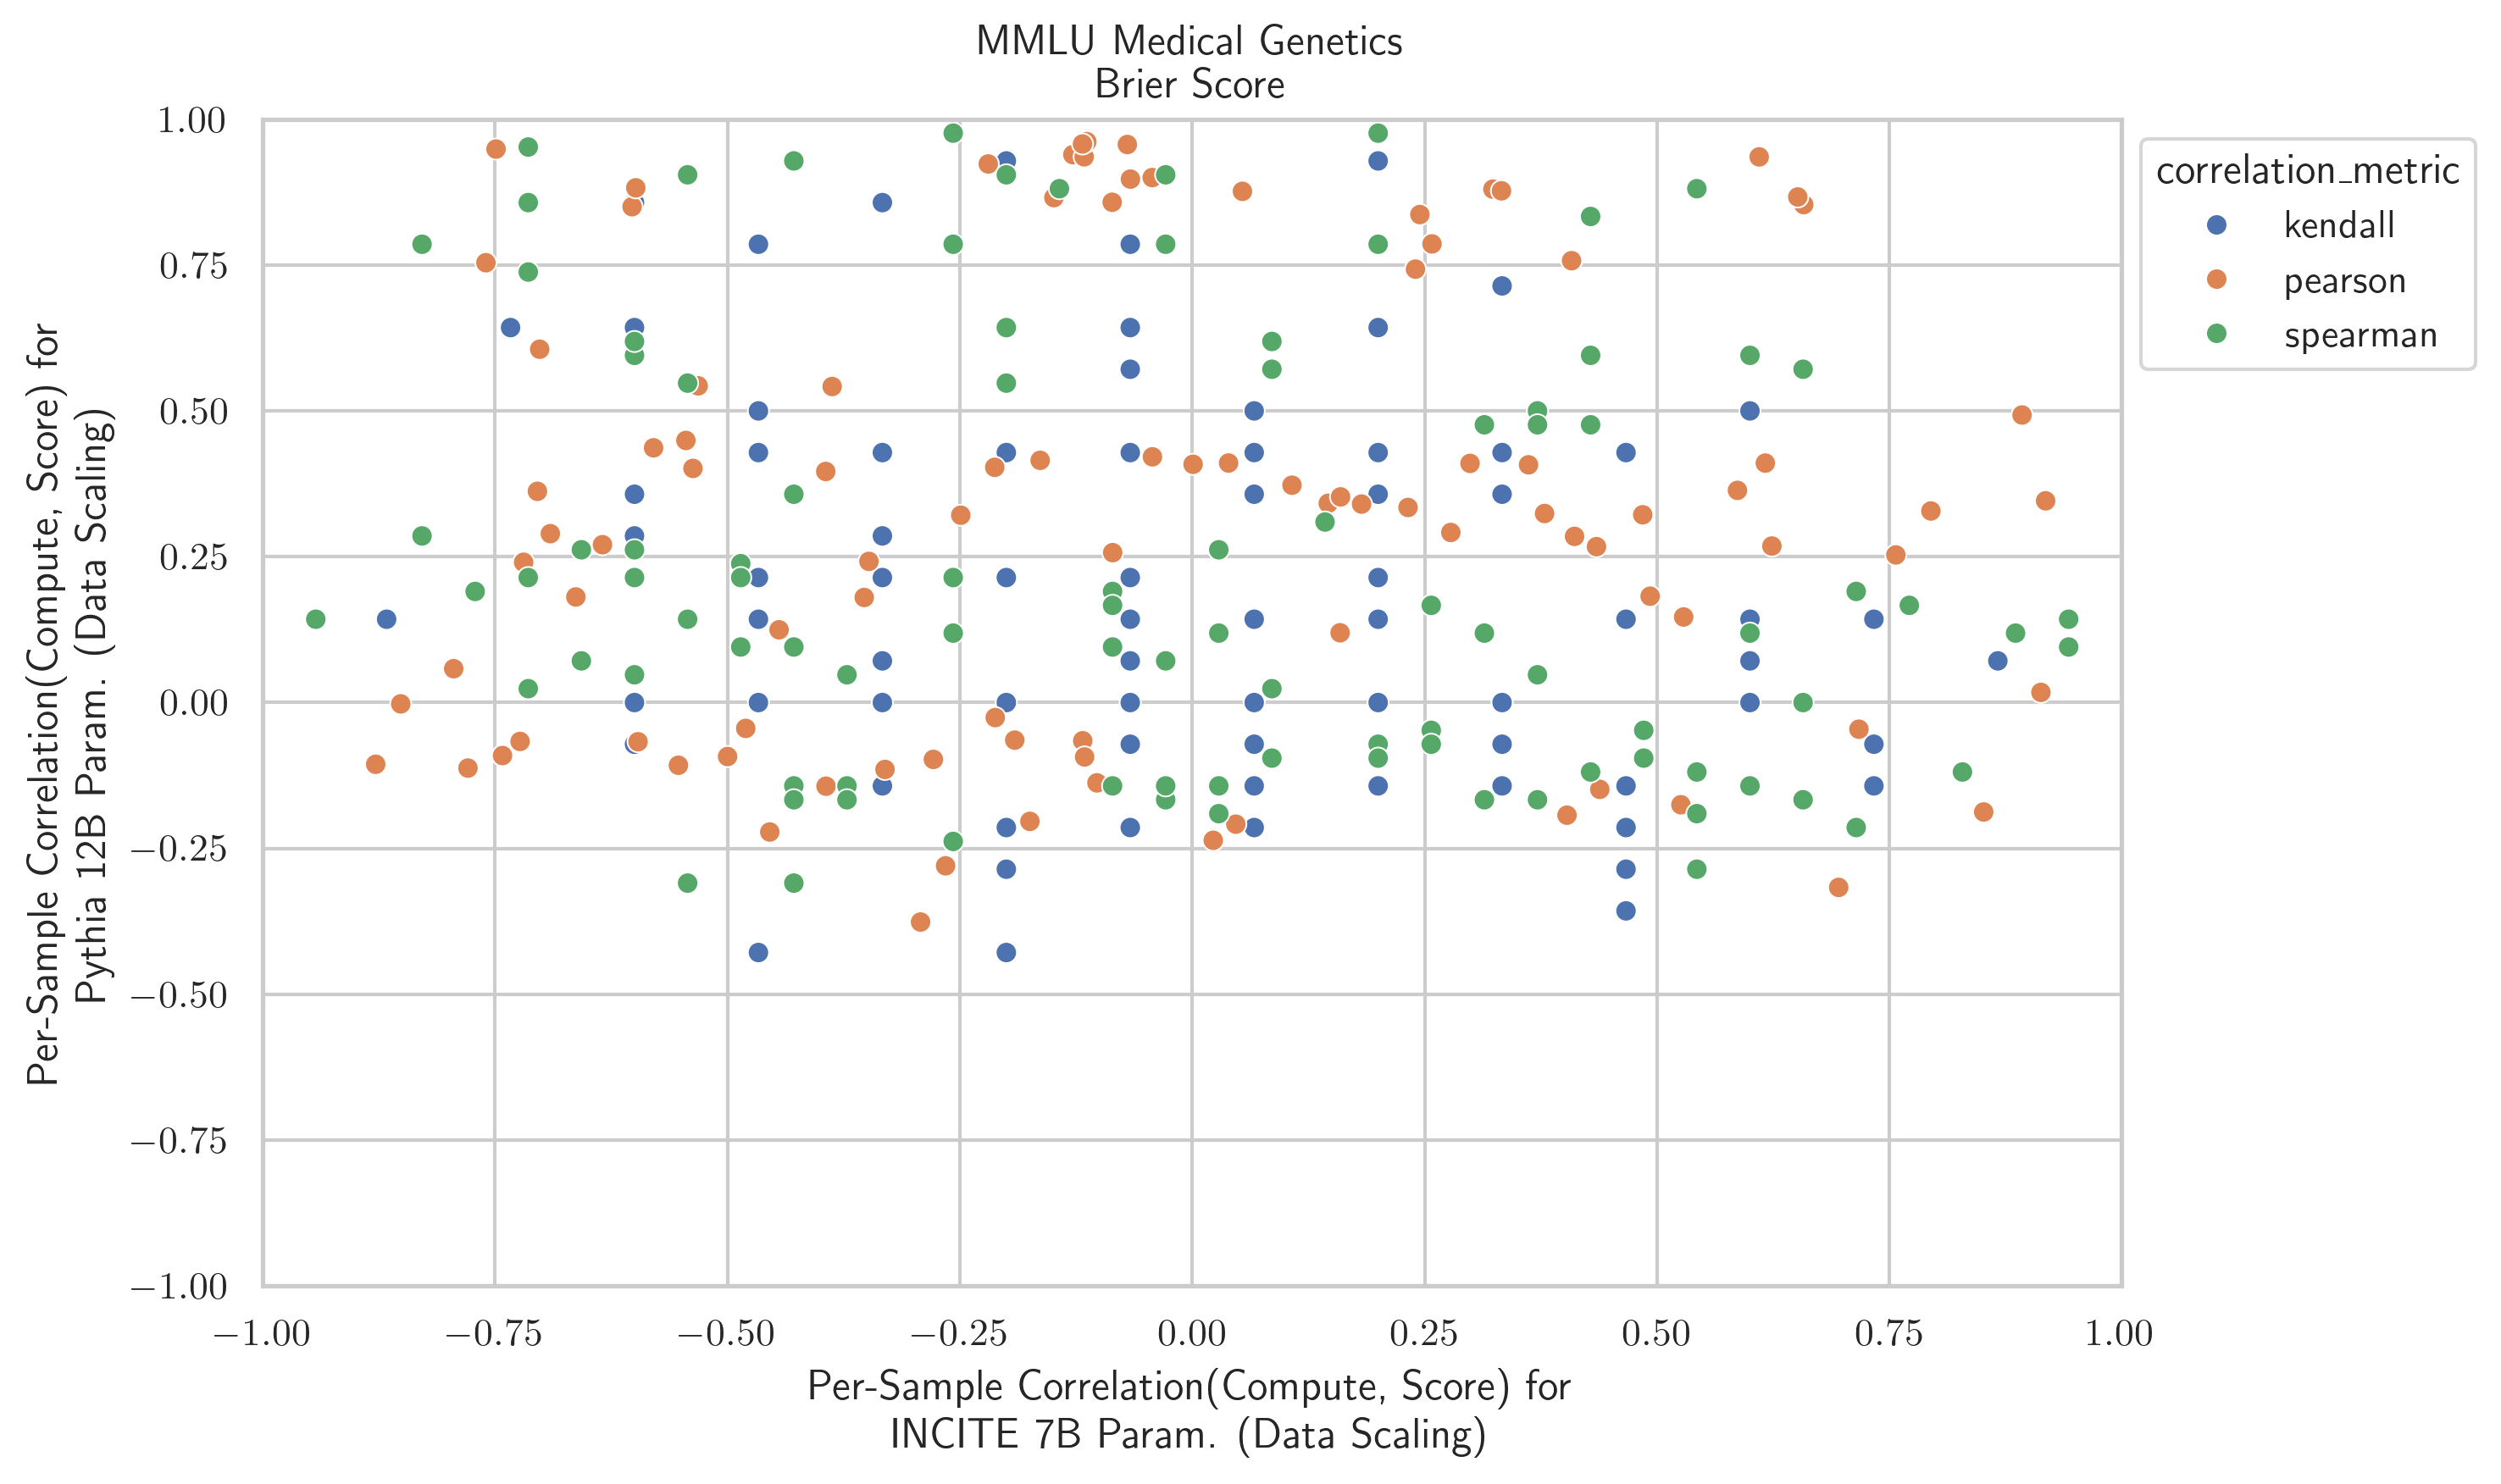 MMLU Medical Genetics
Brier Score
Per-Sample Correlation(Compute, Score) for
Pythia 12B Param. (Data Scaling)
1.00
0.75
0.50
0.25
0.00
−0.25
−0.50
−0.75
−1.00
−1.00
−0.75
−0.50
−0.25
0.00
0.25
0.50
0.75
1.00
Per-Sample Correlation(Compute, Score) for
INCITE 7B Param. (Data Scaling)
correlation_metric
kendall
pearson
spearman